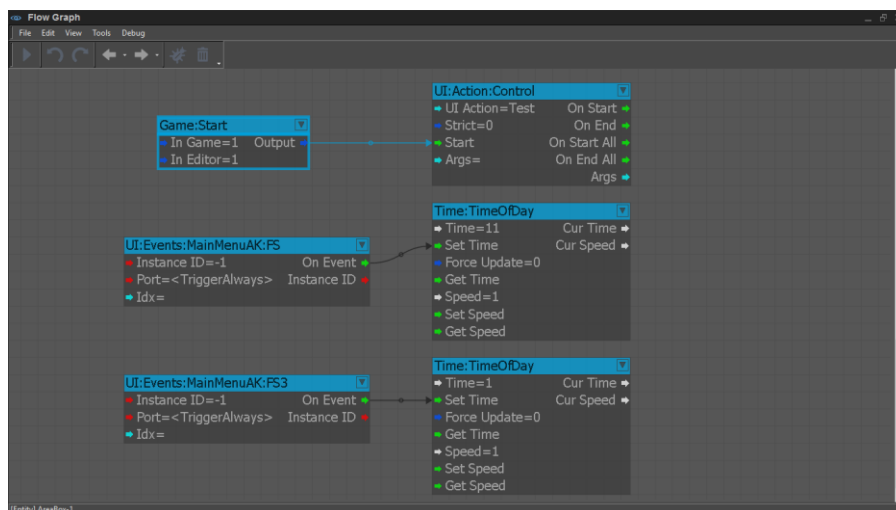 Flow Graph
File Edit View Tools Debug
Game:Start
In Game=1 Output
In Editor=1
UI:Action:Control
UI Action=Test On Start
Strict=0 On End
Start On Start All
Args= On End All
Args
UI:Events:MainMenuAK:FS
Instance ID=-1 On Event
Port=<TriggerAlways> Instance ID
Idx=
Time:TimeOfDay
Time=11 Cur Time
Set Time Cur Speed
Force Update=0
Get Time
Speed=1
Set Speed
Get Speed
UI:Events:MainMenuAK:FS3
Instance ID=-1 On Event
Port=<TriggerAlways> Instance ID
Idx=
Time:TimeOfDay
Time=1 Cur Time
Set Time Cur Speed
Force Update=0
Get Time
Speed=1
Set Speed
Get Speed